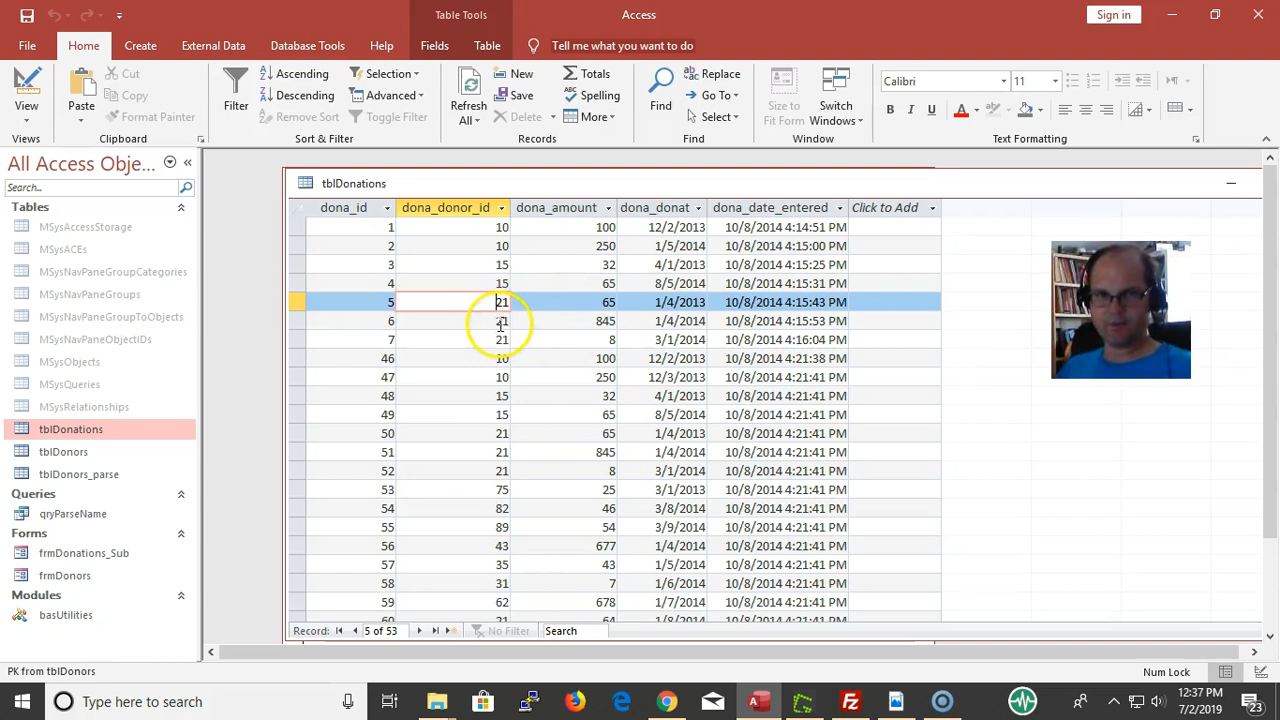 Table Tools
Access
Sign in
File
Home
Create
External Data
Database Tools
Help
Fields
Table
Tell me what you want to do
View
Views
Paste
Cut
Copy
Format Painter
Clipboard
Filter
Ascending
Descending
Remove Sort
Selection
Advanced
Toggle Filter
Sort & Filter
Refresh
All
New
Save
Delete
Totals
Spelling
More
Records
Find
Replace
Go To
Select
Find
Size to
Fit Form
Switch
Windows
Window
Calibri
11
B I U
A
Text Formatting
All Access Obje...
Search...
Tables
MSysAccessStorage
MSysACEs
MSysNavPaneGroupCategories
MSysNavPaneGroups
MSysNavPaneGroupToObjects
MSysNavPaneObjectIDs
MSysObjects
MSysQueries
MSysRelationships
tblDonations
tblDonors
tblDonors_parse
Queries
qryParseName
Forms
frmDonations_Sub
frmDonors
Modules
basUtilities
tblDonations
dona_id dona_donor_id dona_amount dona_donat dona_date_entered Click to Add
1 10 100 12/2/2013 10/8/2014 4:14:51 PM
2 10 250 1/5/2014 10/8/2014 4:15:00 PM
3 15 32 4/1/2013 10/8/2014 4:15:25 PM
4 15 65 8/5/2014 10/8/2014 4:15:31 PM
5 21 65 1/4/2013 10/8/2014 4:15:43 PM
6 21 845 1/4/2014 10/8/2014 4:15:53 PM
7 21 8 3/1/2014 10/8/2014 4:16:04 PM
46 10 100 12/2/2013 10/8/2014 4:21:38 PM
47 10 250 12/3/2013 10/8/2014 4:21:41 PM
48 15 32 4/1/2013 10/8/2014 4:21:41 PM
49 15 65 8/5/2014 10/8/2014 4:21:41 PM
50 21 65 1/4/2013 10/8/2014 4:21:41 PM
51 21 845 1/4/2014 10/8/2014 4:21:41 PM
52 21 8 3/1/2014 10/8/2014 4:21:41 PM
53 75 25 3/1/2013 10/8/2014 4:21:41 PM
54 82 46 3/8/2014 10/8/2014 4:21:41 PM
55 89 54 3/9/2014 10/8/2014 4:21:41 PM
56 43 677 1/4/2014 10/8/2014 4:21:41 PM
57 35 43 1/5/2014 10/8/2014 4:21:41 PM
58 31 7 1/6/2014 10/8/2014 4:21:41 PM
59 62 678 1/7/2014 10/8/2014 4:21:41 PM
60 21 64 1/8/2014 10/8/2014 4:21:41 PM
Record: 5 of 53 No Filter Search
PK from tblDonors
Num Lock
Type here to search
12:37 PM
7/2/2019
23